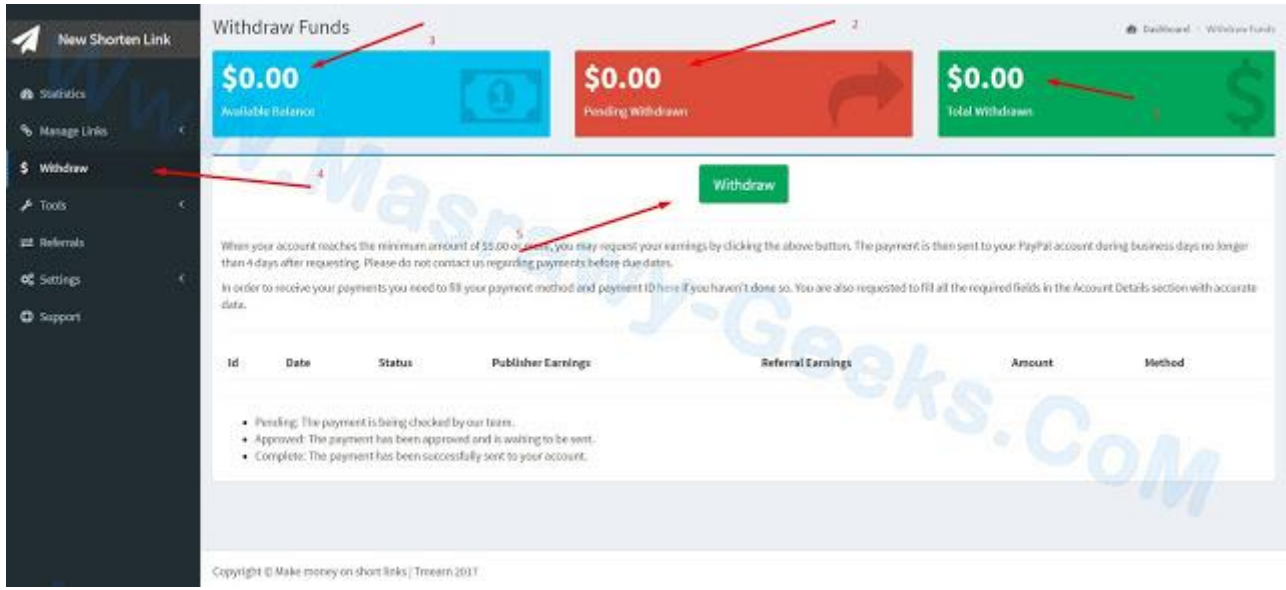 New Shorten Link
Statistics
Manage Links
Withdraw
Tools
Referrals
Settings
Support
Withdraw Funds
Dashboard Withdraw Funds
3
2
$0.00
Available Balance
$0.00
Pending Withdrawn
$0.00
Total Withdrawn
4
Withdraw
5
When your account reaches the minimum amount of $5.00 or more, you may request your earnings by clicking the above button. The payment is then sent to your PayPal account during business days no longer
than 4 days after requesting. Please do not contact us regarding payments before due dates.
In order to receive your payments you need to fill your payment method and payment ID here if you haven't done so. You are also requested to fill all the required fields in the Account Details section with accurate
data.
Id Date Status Publisher Earnings Referral Earnings Amount Method
Pending: The payment is being checked by our team.
Approved: The payment has been approved and is waiting to be sent.
Complete: The payment has been successfully sent to your account.
Copyright © Make money on short links | Tmearn 2017
Www.Masrawy-Geeks.CoM